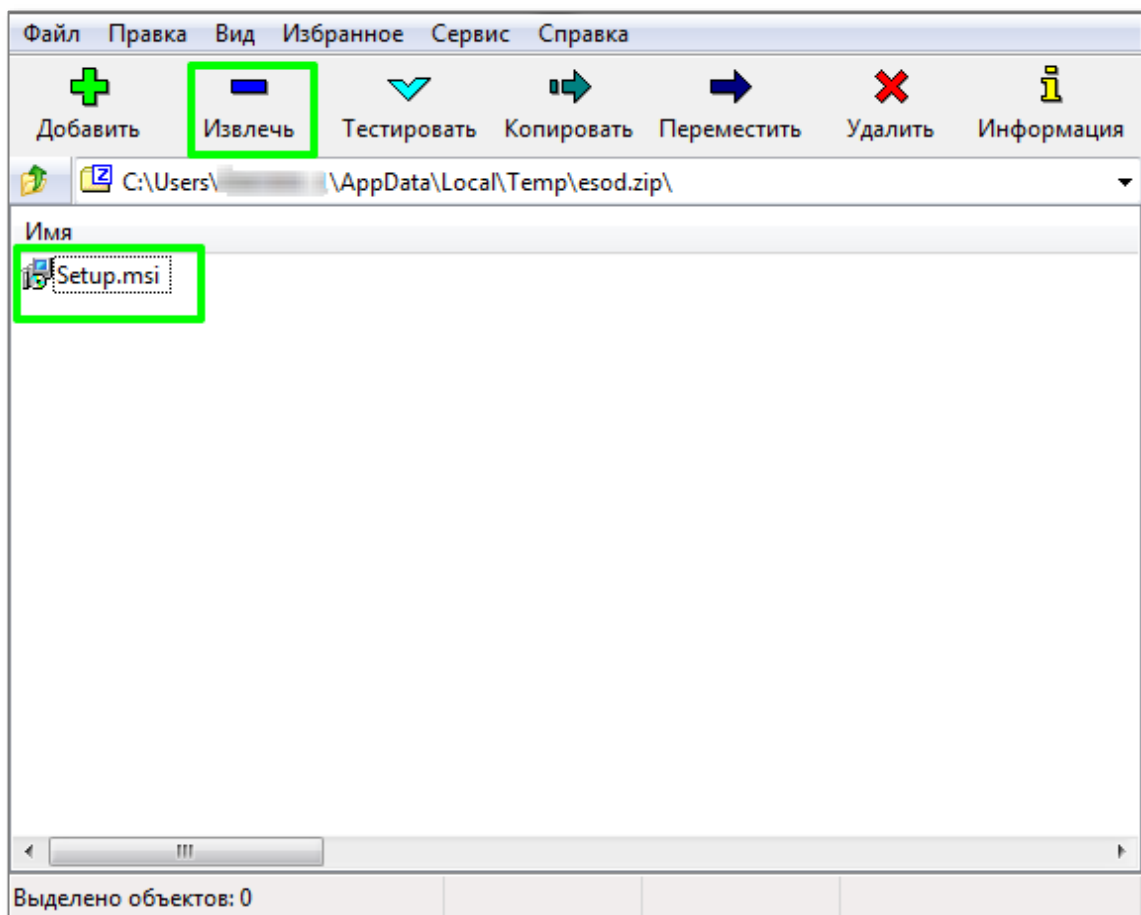 Файл Правка Вид Избранное Сервис Справка
Добавить Извлечь Тестировать Копировать Переместить Удалить Информация
C:\Users\ \AppData\Local\Temp\esod.zip\
Имя
Setup.msi
Выделено объектов: 0